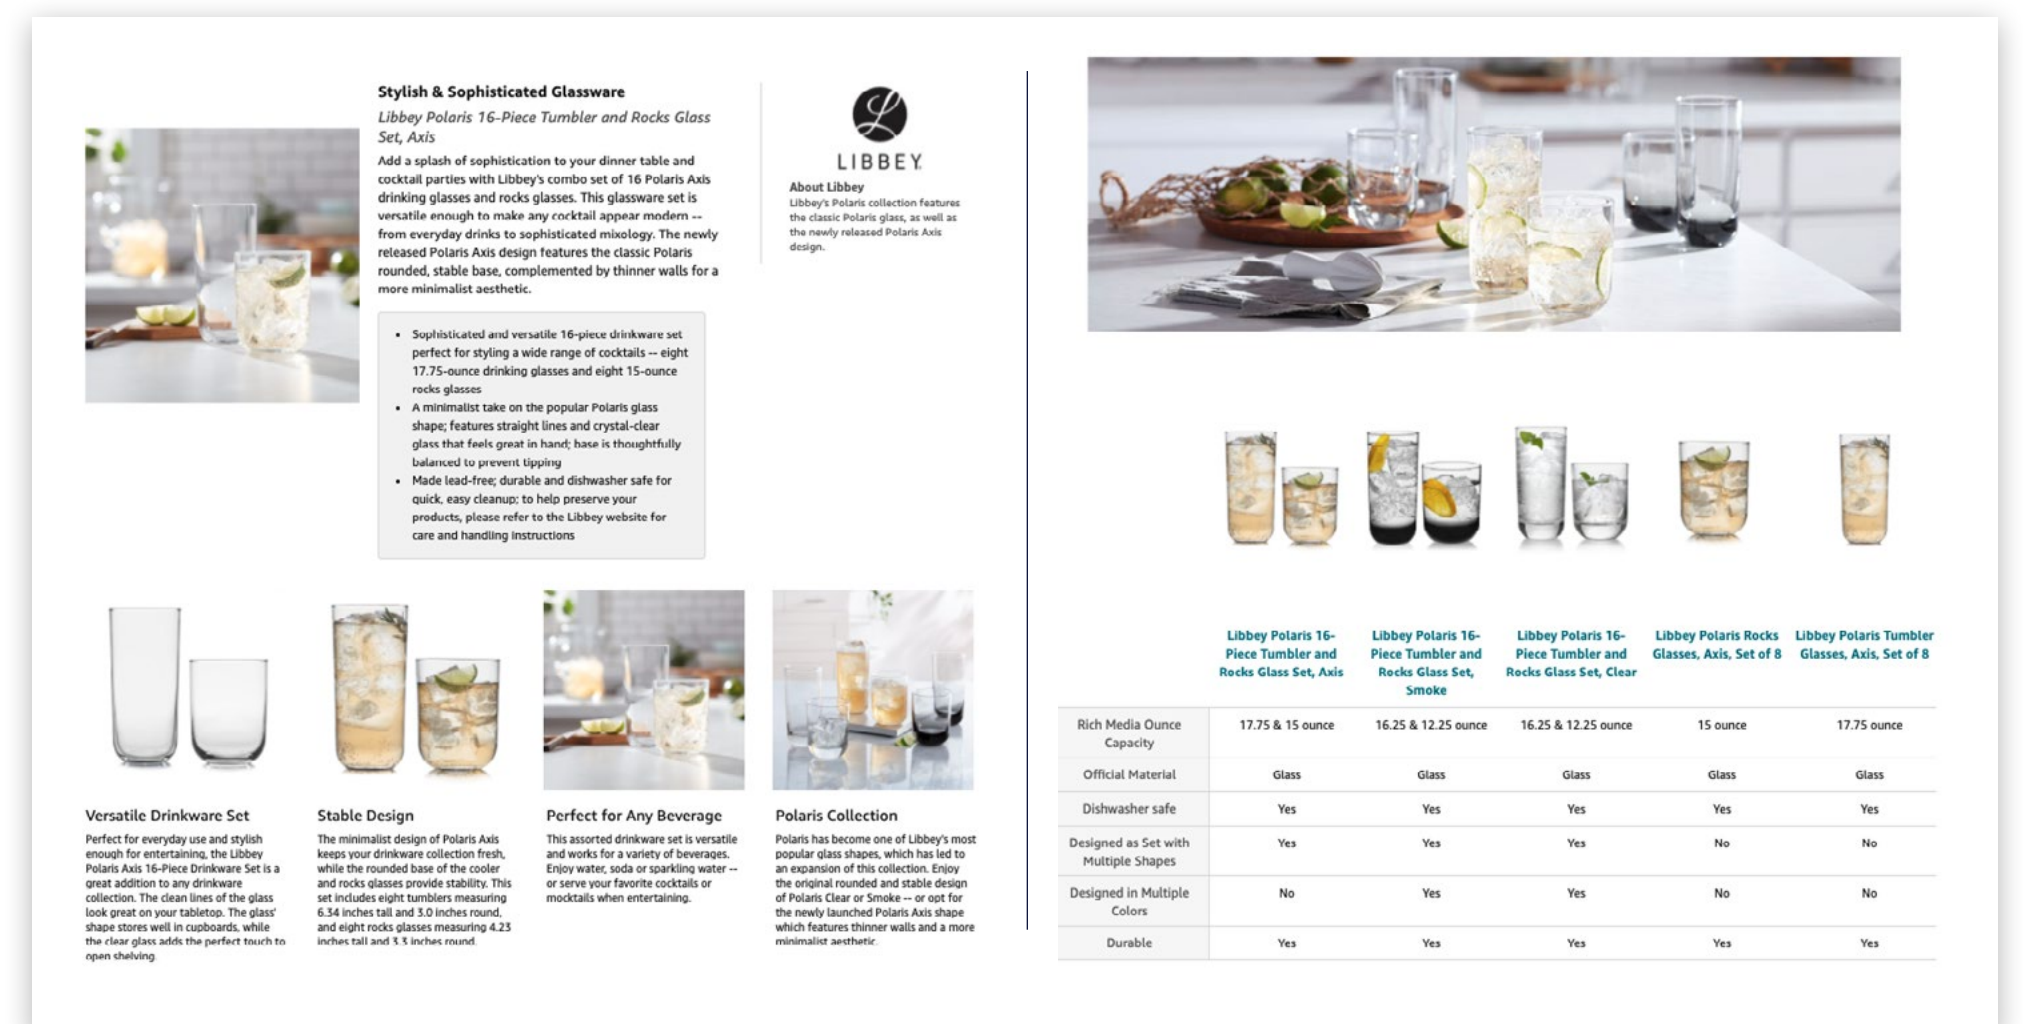 Stylish & Sophisticated Glassware
Libbey Polaris 16-Piece Tumbler and Rocks Glass
Set, Axis
Add a splash of sophistication to your dinner table and
cocktail parties with Libbey's combo set of 16 Polaris Axis
drinking glasses and rocks glasses. This glassware set is
versatile enough to make any cocktail appear modern --
from everyday drinks to sophisticated mixology. The newly
released Polaris Axis design features the classic Polaris
rounded, stable base, complemented by thinner walls for a
more minimalist aesthetic.
• Sophisticated and versatile 16-piece drinkware set
perfect for styling a wide range of cocktails -- eight
17.75-ounce drinking glasses and eight 15-ounce
rocks glasses
• A minimalist take on the popular Polaris glass
shape; features straight lines and crystal-clear
glass that feels great in hand; base is thoughtfully
balanced to prevent tipping
• Made lead-free; durable and dishwasher safe for
quick, easy cleanup; to help preserve your
products, please refer to the Libbey website for
care and handling instructions
L
LIBBEY
About Libbey
Libbey's Polaris collection features
the classic Polaris glass, as well as
the newly released Polaris Axis
design.
Versatile Drinkware Set
Perfect for everyday use and stylish
enough for entertaining, the Libbey
Polaris Axis 16-Piece Drinkware Set is a
great addition to any drinkware
collection. The clean lines of the glass
look great on your tabletop. The glass'
shape stores well in cupboards, while
the clear glass adds the perfect touch to
open shelving.
Stable Design
The minimalist design of Polaris Axis
keeps your drinkware collection fresh,
while the rounded base of the cooler
and rocks glasses provide stability. This
set includes eight tumblers measuring
6.34 inches tall and 3.0 inches round,
and eight rocks glasses measuring 4.23
inches tall and 3.3 inches round.
Perfect for Any Beverage
This assorted drinkware set is versatile
and works for a variety of beverages.
Enjoy water, soda or sparkling water --
or serve your favorite cocktails or
mocktails when entertaining.
Polaris Collection
Polaris has become one of Libbey's most
popular glass shapes, which has led to
an expansion of this collection. Enjoy
the original rounded and stable design
of Polaris Clear or Smoke -- or opt for
the newly launched Polaris Axis shape
which features thinner walls and a more
minimalist aesthetic.
Libbey Polaris 16-
Piece Tumbler and
Rocks Glass Set, Axis
Libbey Polaris 16-
Piece Tumbler and
Rocks Glass Set,
Smoke
Libbey Polaris 16-
Piece Tumbler and
Rocks Glass Set, Clear
Libbey Polaris Rocks
Glasses, Axis, Set of 8
Libbey Polaris Tumbler
Glasses, Axis, Set of 8
Rich Media Ounce
Capacity
17.75 & 15 ounce 16.25 & 12.25 ounce 16.25 & 12.25 ounce 15 ounce 17.75 ounce
Official Material Glass Glass Glass Glass Glass
Dishwasher safe Yes Yes Yes Yes Yes
Designed as Set with
Multiple Shapes
Yes Yes Yes No No
Designed in Multiple
Colors
No Yes Yes No No
Durable Yes Yes Yes Yes Yes